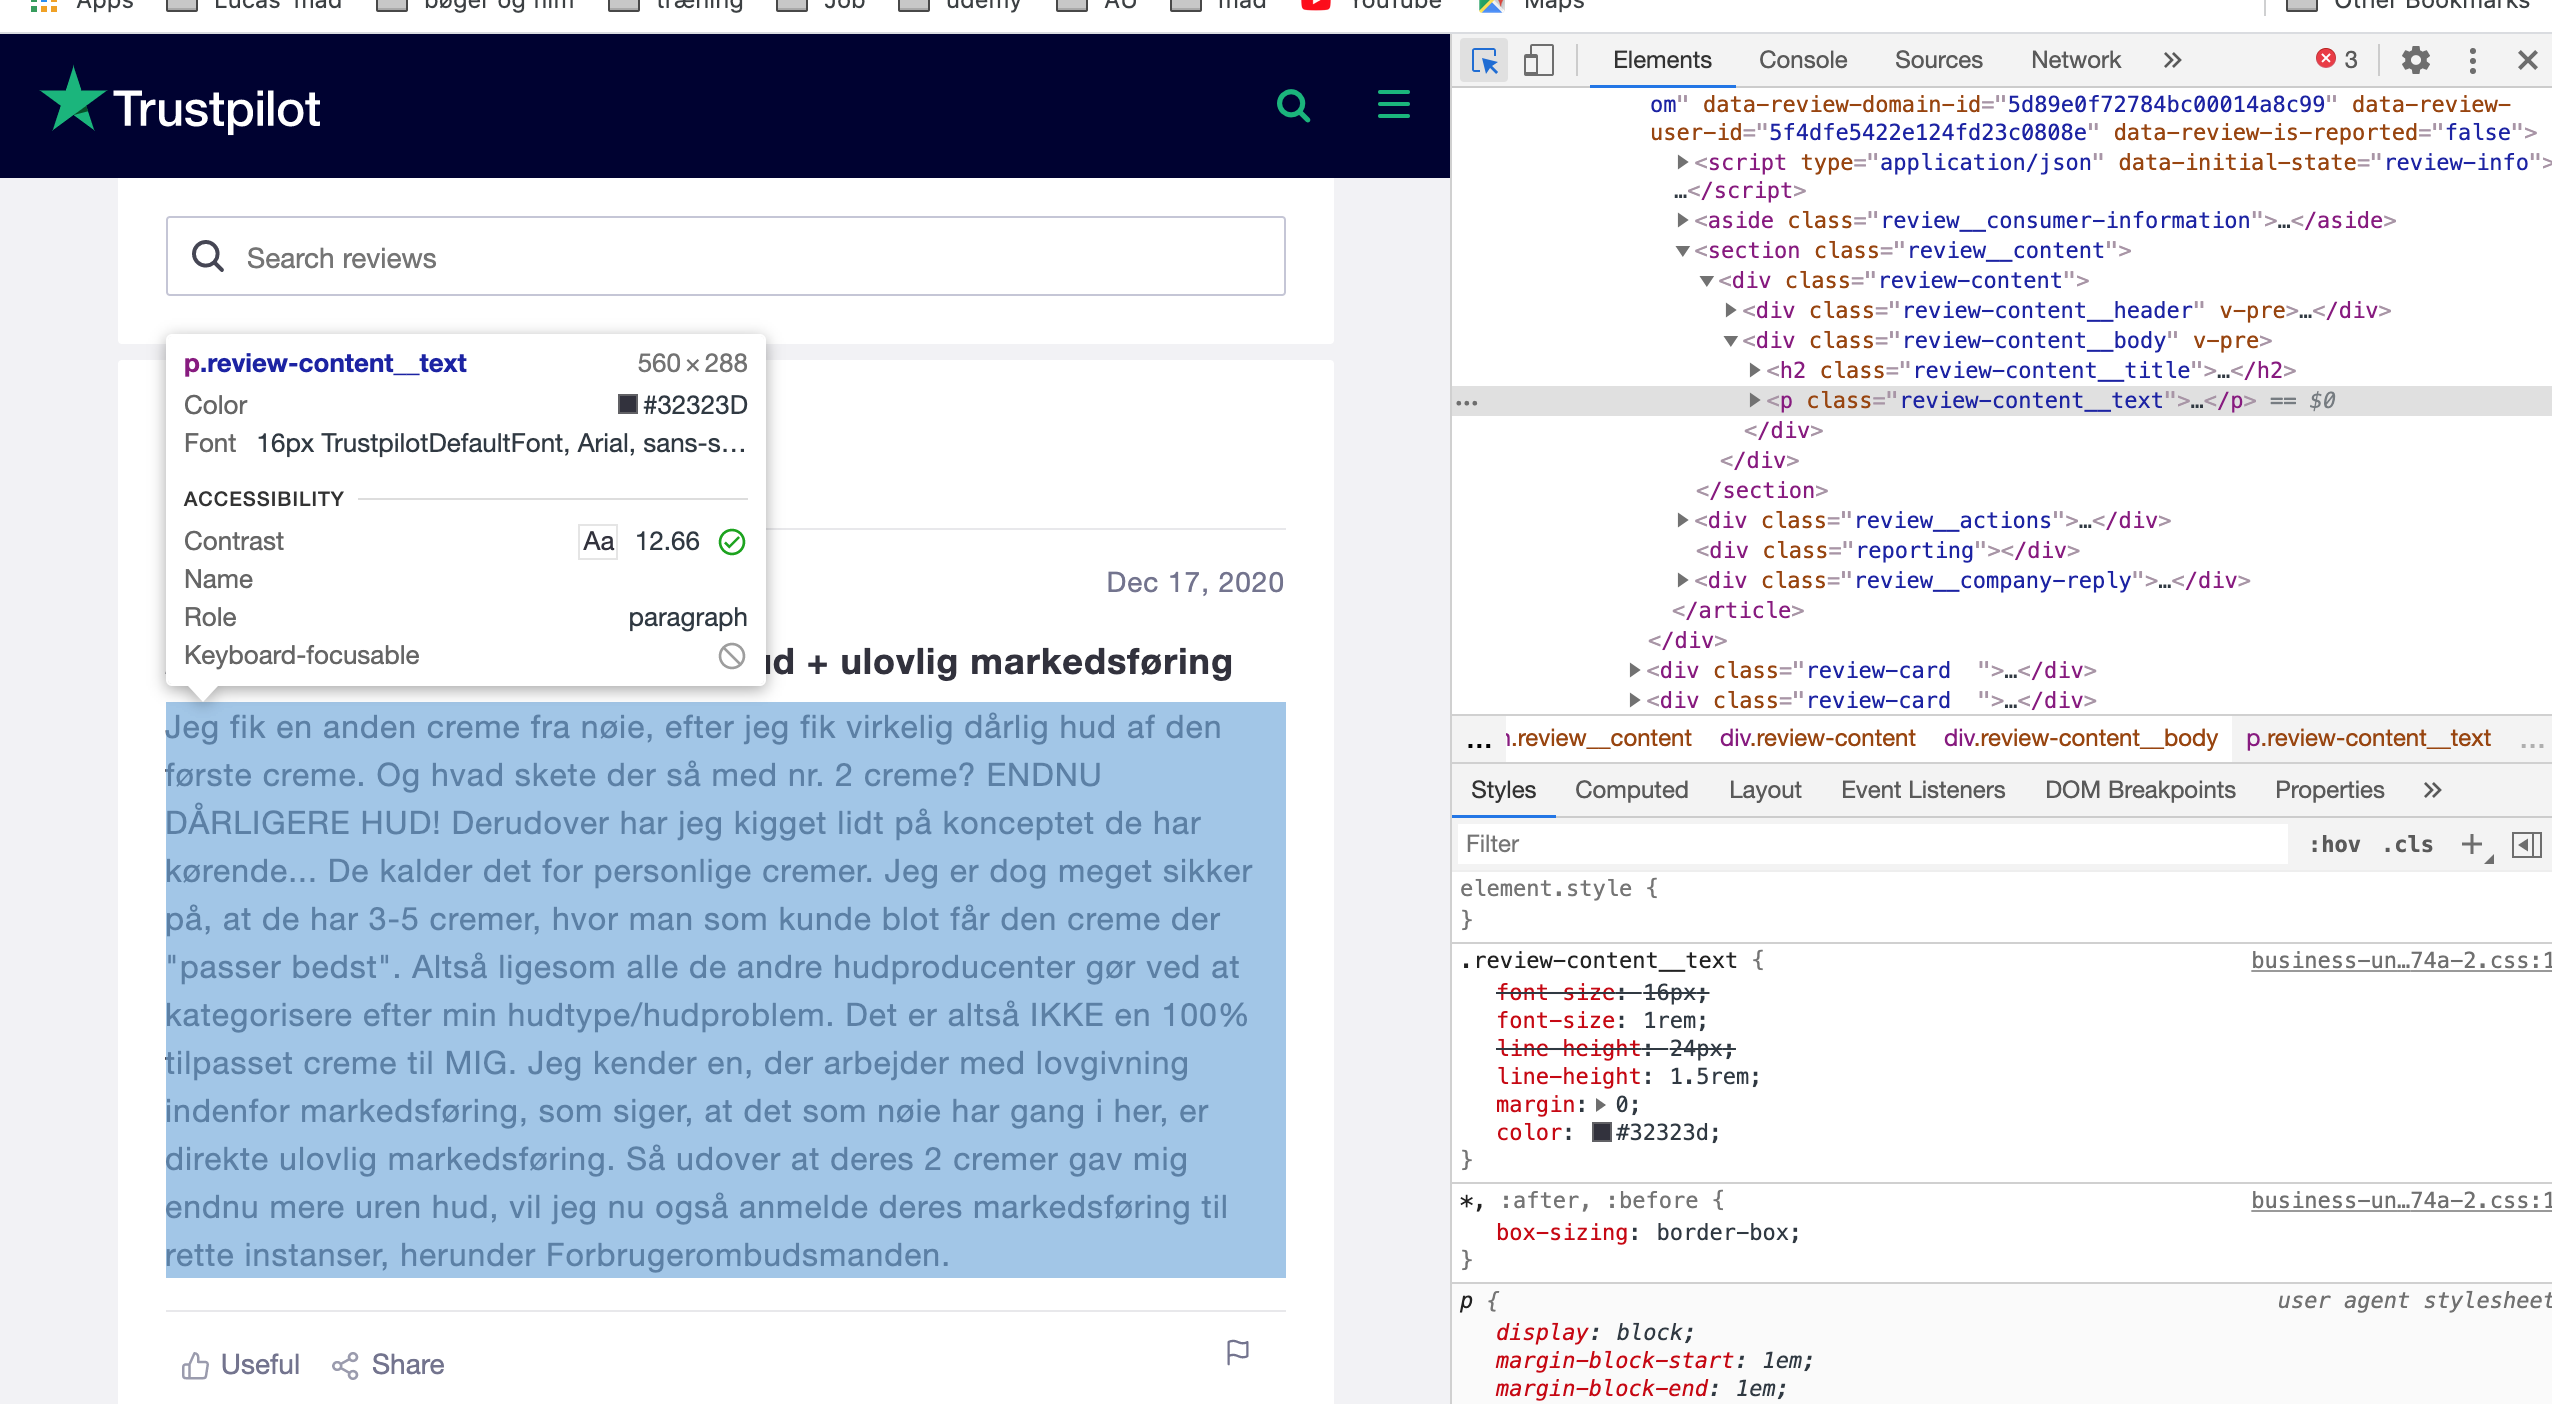 Apps Lucas' mad bøger og film træning Job udemy AU mad YouTube Maps Other Bookmarks
Trustpilot
Search reviews
p.review-content__text 560 × 288
Color #32323D
Font 16px TrustpilotDefaultFont, Arial, sans-s…
ACCESSIBILITY
Contrast Aa 12.66
Name
Role paragraph
Keyboard-focusable
Dec 17, 2020
ud + ulovlig markedsføring
Jeg fik en anden creme fra nøie, efter jeg fik virkelig dårlig hud af den
første creme. Og hvad skete der så med nr. 2 creme? ENDNU
DÅRLIGERE HUD! Derudover har jeg kigget lidt på konceptet de har
kørende... De kalder det for personlige cremer. Jeg er dog meget sikker
på, at de har 3-5 cremer, hvor man som kunde blot får den creme der
"passer bedst". Altså ligesom alle de andre hudproducenter gør ved at
kategorisere efter min hudtype/hudproblem. Det er altså IKKE en 100%
tilpasset creme til MIG. Jeg kender en, der arbejder med lovgivning
indenfor markedsføring, som siger, at det som nøie har gang i her, er
direkte ulovlig markedsføring. Så udover at deres 2 cremer gav mig
endnu mere uren hud, vil jeg nu også anmelde deres markedsføring til
rette instanser, herunder Forbrugerombudsmanden.
Useful Share
Elements Console Sources Network » 3
om" data-review-domain-id="5d89e0f72784bc00014a8c99" data-review-
user-id="5f4dfe5422e124fd23c0808e" data-review-is-reported="false">
<script type="application/json" data-initial-state="review-info">
…</script>
<aside class="review__consumer-information">…</aside>
<section class="review__content">
<div class="review-content">
<div class="review-content__header" v-pre>…</div>
<div class="review-content__body" v-pre>
<h2 class="review-content__title">…</h2>
… <p class="review-content__text">…</p> == $0
</div>
</div>
</section>
<div class="review__actions">…</div>
<div class="reporting"></div>
<div class="review__company-reply">…</div>
</article>
</div>
<div class="review-card  ">…</div>
<div class="review-card  ">…</div>
… n.review__content div.review-content div.review-content__body p.review-content__text …
Styles Computed Layout Event Listeners DOM Breakpoints Properties »
Filter :hov .cls +
element.style {
}
.review-content__text { business-un…74a-2.css:1
font-size: 16px;
font-size: 1rem;
line-height: 24px;
line-height: 1.5rem;
margin: 0;
color: #32323d;
}
*, :after, :before { business-un…74a-2.css:1
box-sizing: border-box;
}
p { user agent stylesheet
display: block;
margin-block-start: 1em;
margin-block-end: 1em;